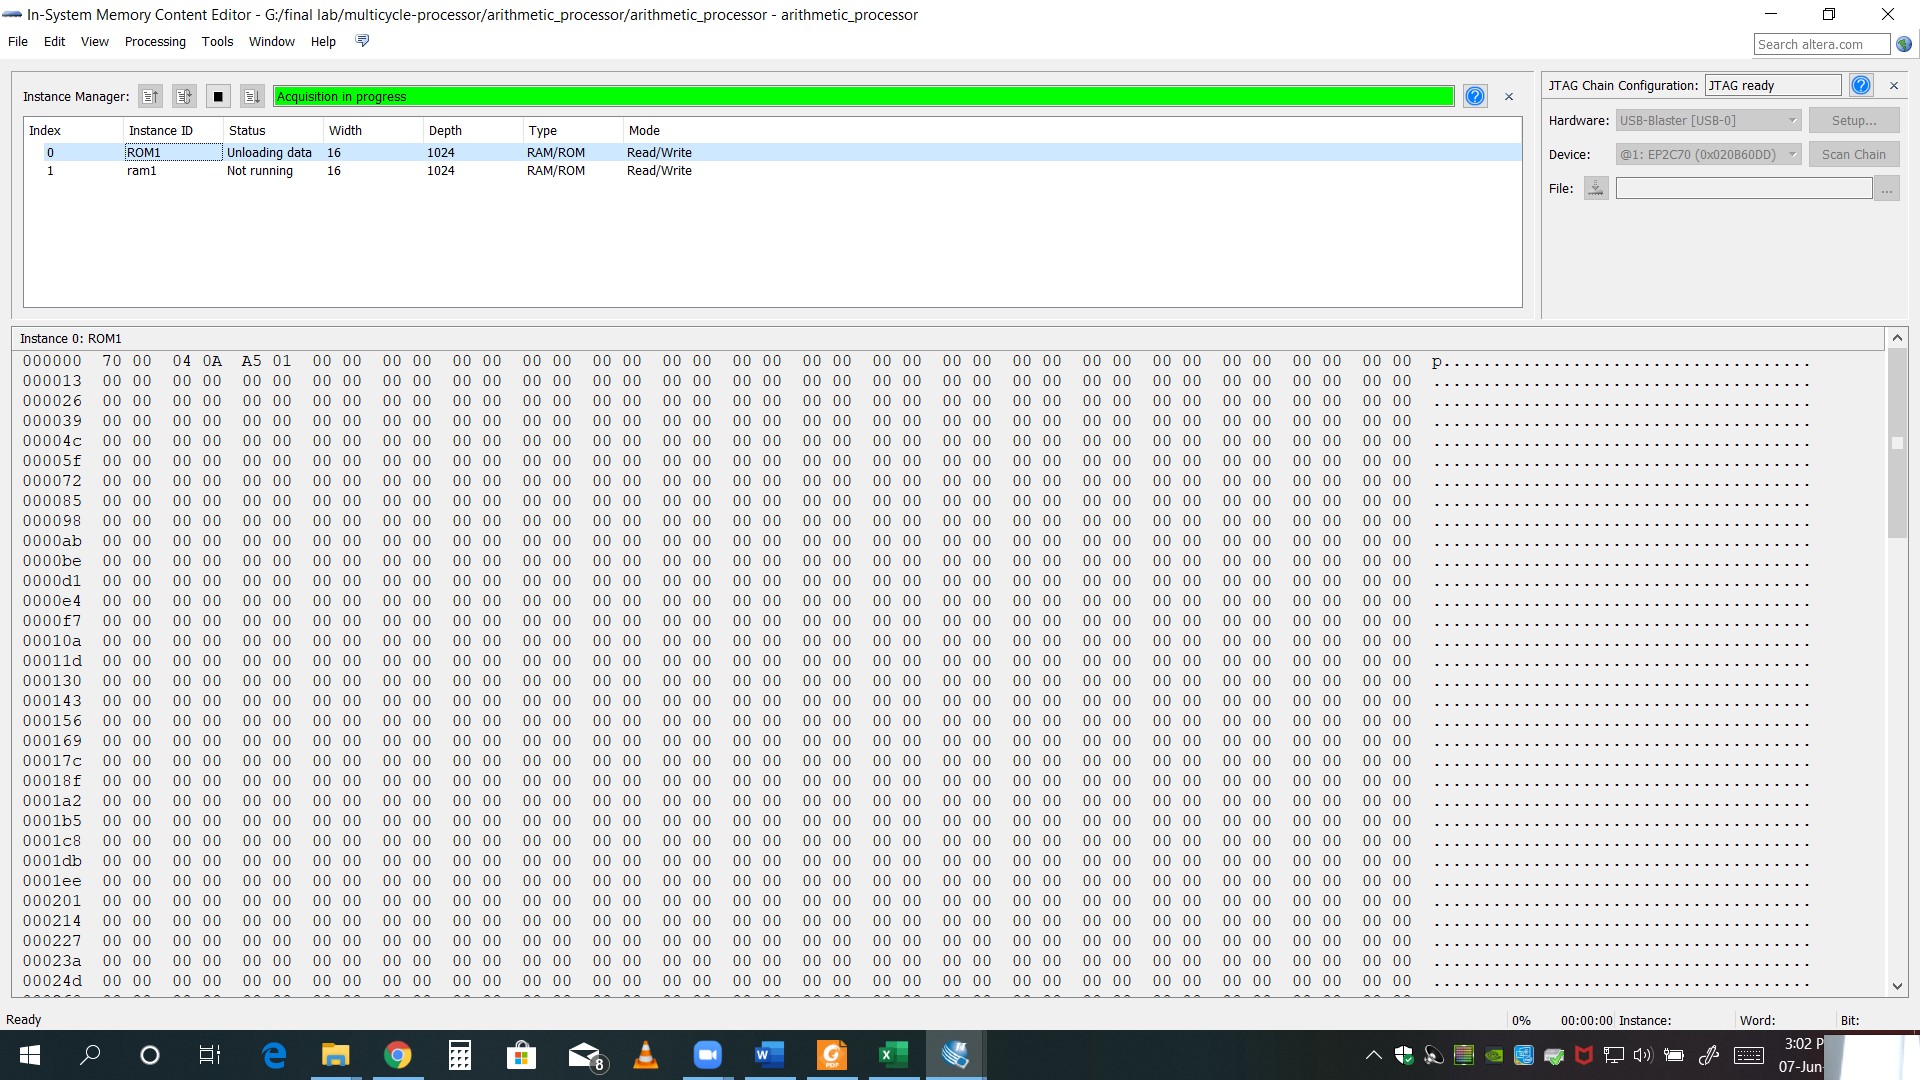 In-System Memory Content Editor - G:/final lab/multicycle-processor/arithmetic_processor/arithmetic_processor - arithmetic_processor
File Edit View Processing Tools Window Help
Search altera.com
Instance Manager: Acquisition in progress
JTAG Chain Configuration: JTAG ready
Hardware: USB-Blaster [USB-0] Setup...
Device: @1: EP2C70 (0x020B60DD) Scan Chain
File: ...
Index Instance ID Status Width Depth Type Mode
0 ROM1 Unloading data 16 1024 RAM/ROM Read/Write
1 ram1 Not running 16 1024 RAM/ROM Read/Write
Instance 0: ROM1
000000 70 00 04 0A A5 01 00 00 00 00 00 00 00 00 00 00 00 00 00 00 00 00 00 00 00 00 00 00 00 00 00 00 00 00 00 00 00 00 p.....................................
000013 00 00 00 00 00 00 00 00 00 00 00 00 00 00 00 00 00 00 00 00 00 00 00 00 00 00 00 00 00 00 00 00 00 00 00 00 00 00 ......................................
000026 00 00 00 00 00 00 00 00 00 00 00 00 00 00 00 00 00 00 00 00 00 00 00 00 00 00 00 00 00 00 00 00 00 00 00 00 00 00 ......................................
000039 00 00 00 00 00 00 00 00 00 00 00 00 00 00 00 00 00 00 00 00 00 00 00 00 00 00 00 00 00 00 00 00 00 00 00 00 00 00 ......................................
00004c 00 00 00 00 00 00 00 00 00 00 00 00 00 00 00 00 00 00 00 00 00 00 00 00 00 00 00 00 00 00 00 00 00 00 00 00 00 00 ......................................
00005f 00 00 00 00 00 00 00 00 00 00 00 00 00 00 00 00 00 00 00 00 00 00 00 00 00 00 00 00 00 00 00 00 00 00 00 00 00 00 ......................................
000072 00 00 00 00 00 00 00 00 00 00 00 00 00 00 00 00 00 00 00 00 00 00 00 00 00 00 00 00 00 00 00 00 00 00 00 00 00 00 ......................................
000085 00 00 00 00 00 00 00 00 00 00 00 00 00 00 00 00 00 00 00 00 00 00 00 00 00 00 00 00 00 00 00 00 00 00 00 00 00 00 ......................................
000098 00 00 00 00 00 00 00 00 00 00 00 00 00 00 00 00 00 00 00 00 00 00 00 00 00 00 00 00 00 00 00 00 00 00 00 00 00 00 ......................................
0000ab 00 00 00 00 00 00 00 00 00 00 00 00 00 00 00 00 00 00 00 00 00 00 00 00 00 00 00 00 00 00 00 00 00 00 00 00 00 00 ......................................
0000be 00 00 00 00 00 00 00 00 00 00 00 00 00 00 00 00 00 00 00 00 00 00 00 00 00 00 00 00 00 00 00 00 00 00 00 00 00 00 ......................................
0000d1 00 00 00 00 00 00 00 00 00 00 00 00 00 00 00 00 00 00 00 00 00 00 00 00 00 00 00 00 00 00 00 00 00 00 00 00 00 00 ......................................
0000e4 00 00 00 00 00 00 00 00 00 00 00 00 00 00 00 00 00 00 00 00 00 00 00 00 00 00 00 00 00 00 00 00 00 00 00 00 00 00 ......................................
0000f7 00 00 00 00 00 00 00 00 00 00 00 00 00 00 00 00 00 00 00 00 00 00 00 00 00 00 00 00 00 00 00 00 00 00 00 00 00 00 ......................................
00010a 00 00 00 00 00 00 00 00 00 00 00 00 00 00 00 00 00 00 00 00 00 00 00 00 00 00 00 00 00 00 00 00 00 00 00 00 00 00 ......................................
00011d 00 00 00 00 00 00 00 00 00 00 00 00 00 00 00 00 00 00 00 00 00 00 00 00 00 00 00 00 00 00 00 00 00 00 00 00 00 00 ......................................
000130 00 00 00 00 00 00 00 00 00 00 00 00 00 00 00 00 00 00 00 00 00 00 00 00 00 00 00 00 00 00 00 00 00 00 00 00 00 00 ......................................
000143 00 00 00 00 00 00 00 00 00 00 00 00 00 00 00 00 00 00 00 00 00 00 00 00 00 00 00 00 00 00 00 00 00 00 00 00 00 00 ......................................
000156 00 00 00 00 00 00 00 00 00 00 00 00 00 00 00 00 00 00 00 00 00 00 00 00 00 00 00 00 00 00 00 00 00 00 00 00 00 00 ......................................
000169 00 00 00 00 00 00 00 00 00 00 00 00 00 00 00 00 00 00 00 00 00 00 00 00 00 00 00 00 00 00 00 00 00 00 00 00 00 00 ......................................
00017c 00 00 00 00 00 00 00 00 00 00 00 00 00 00 00 00 00 00 00 00 00 00 00 00 00 00 00 00 00 00 00 00 00 00 00 00 00 00 ......................................
00018f 00 00 00 00 00 00 00 00 00 00 00 00 00 00 00 00 00 00 00 00 00 00 00 00 00 00 00 00 00 00 00 00 00 00 00 00 00 00 ......................................
0001a2 00 00 00 00 00 00 00 00 00 00 00 00 00 00 00 00 00 00 00 00 00 00 00 00 00 00 00 00 00 00 00 00 00 00 00 00 00 00 ......................................
0001b5 00 00 00 00 00 00 00 00 00 00 00 00 00 00 00 00 00 00 00 00 00 00 00 00 00 00 00 00 00 00 00 00 00 00 00 00 00 00 ......................................
0001c8 00 00 00 00 00 00 00 00 00 00 00 00 00 00 00 00 00 00 00 00 00 00 00 00 00 00 00 00 00 00 00 00 00 00 00 00 00 00 ......................................
0001db 00 00 00 00 00 00 00 00 00 00 00 00 00 00 00 00 00 00 00 00 00 00 00 00 00 00 00 00 00 00 00 00 00 00 00 00 00 00 ......................................
0001ee 00 00 00 00 00 00 00 00 00 00 00 00 00 00 00 00 00 00 00 00 00 00 00 00 00 00 00 00 00 00 00 00 00 00 00 00 00 00 ......................................
000201 00 00 00 00 00 00 00 00 00 00 00 00 00 00 00 00 00 00 00 00 00 00 00 00 00 00 00 00 00 00 00 00 00 00 00 00 00 00 ......................................
000214 00 00 00 00 00 00 00 00 00 00 00 00 00 00 00 00 00 00 00 00 00 00 00 00 00 00 00 00 00 00 00 00 00 00 00 00 00 00 ......................................
000227 00 00 00 00 00 00 00 00 00 00 00 00 00 00 00 00 00 00 00 00 00 00 00 00 00 00 00 00 00 00 00 00 00 00 00 00 00 00 ......................................
00023a 00 00 00 00 00 00 00 00 00 00 00 00 00 00 00 00 00 00 00 00 00 00 00 00 00 00 00 00 00 00 00 00 00 00 00 00 00 00 ......................................
00024d 00 00 00 00 00 00 00 00 00 00 00 00 00 00 00 00 00 00 00 00 00 00 00 00 00 00 00 00 00 00 00 00 00 00 00 00 00 00 ......................................
Ready 0% 00:00:00 Instance: Word: Bit:
8
3:02 P
07-Jun